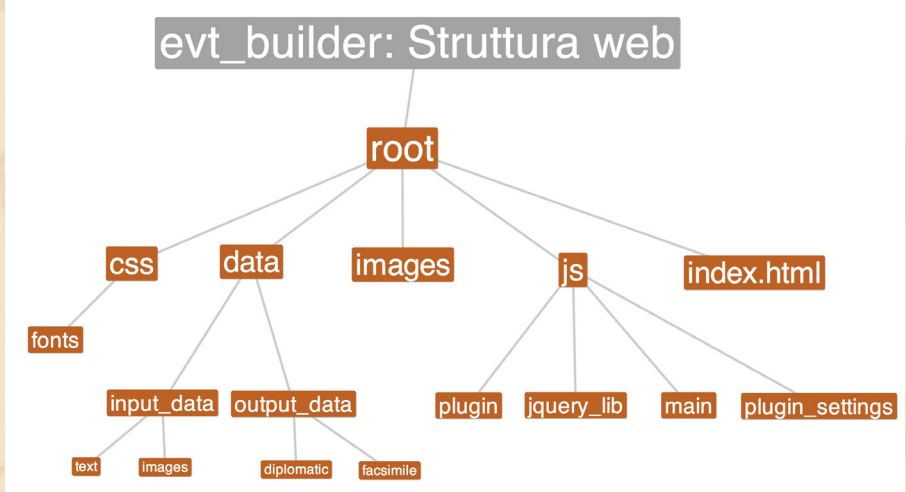 evt_builder: Struttura web
root
css
data
images
js
index.html
fonts
input_data
output_data
plugin
jquery_lib
main
plugin_settings
text
images
diplomatic
facsimile